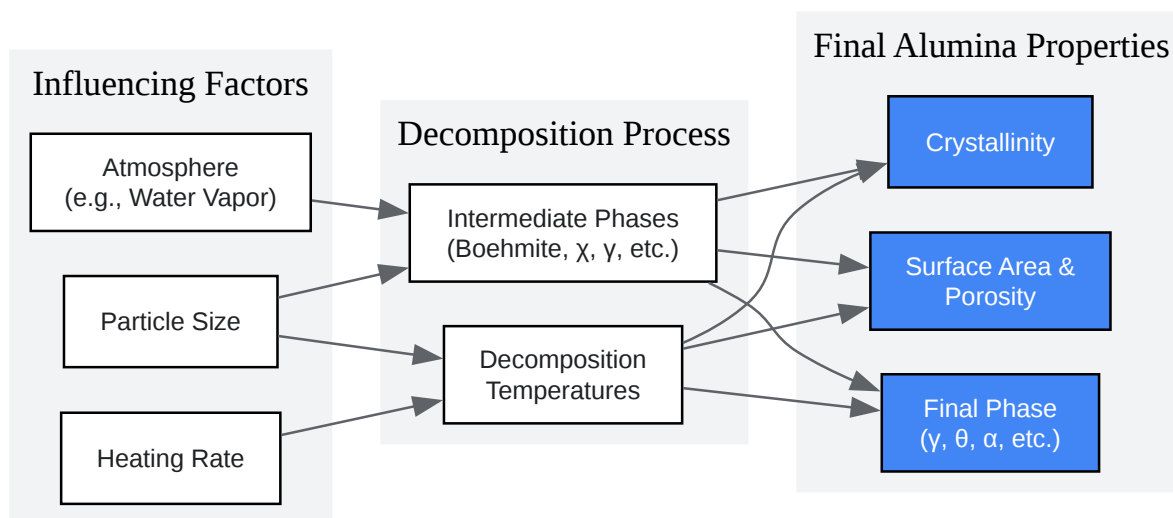 Influencing Factors
Atmosphere
(e.g., Water Vapor)
Particle Size
Heating Rate
Decomposition Process
Intermediate Phases
(Boehmite, χ, γ, etc.)
Decomposition
Temperatures
Final Alumina Properties
Crystallinity
Surface Area &
Porosity
Final Phase
(γ, θ, α, etc.)